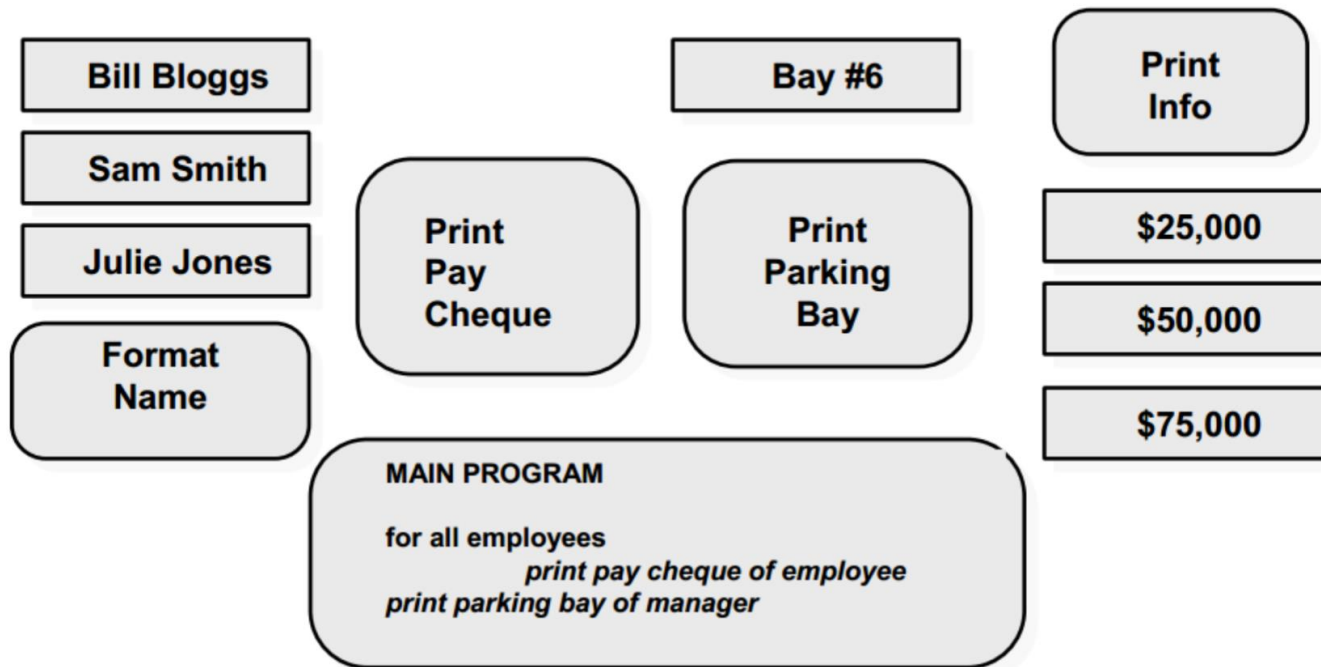 Bill Bloggs
Sam Smith
Julie Jones
Format
Name
Print
Pay
Cheque
Bay #6
Print
Parking
Bay
Print
Info
$25,000
$50,000
$75,000
MAIN PROGRAM
for all employees
print pay cheque of employee
print parking bay of manager